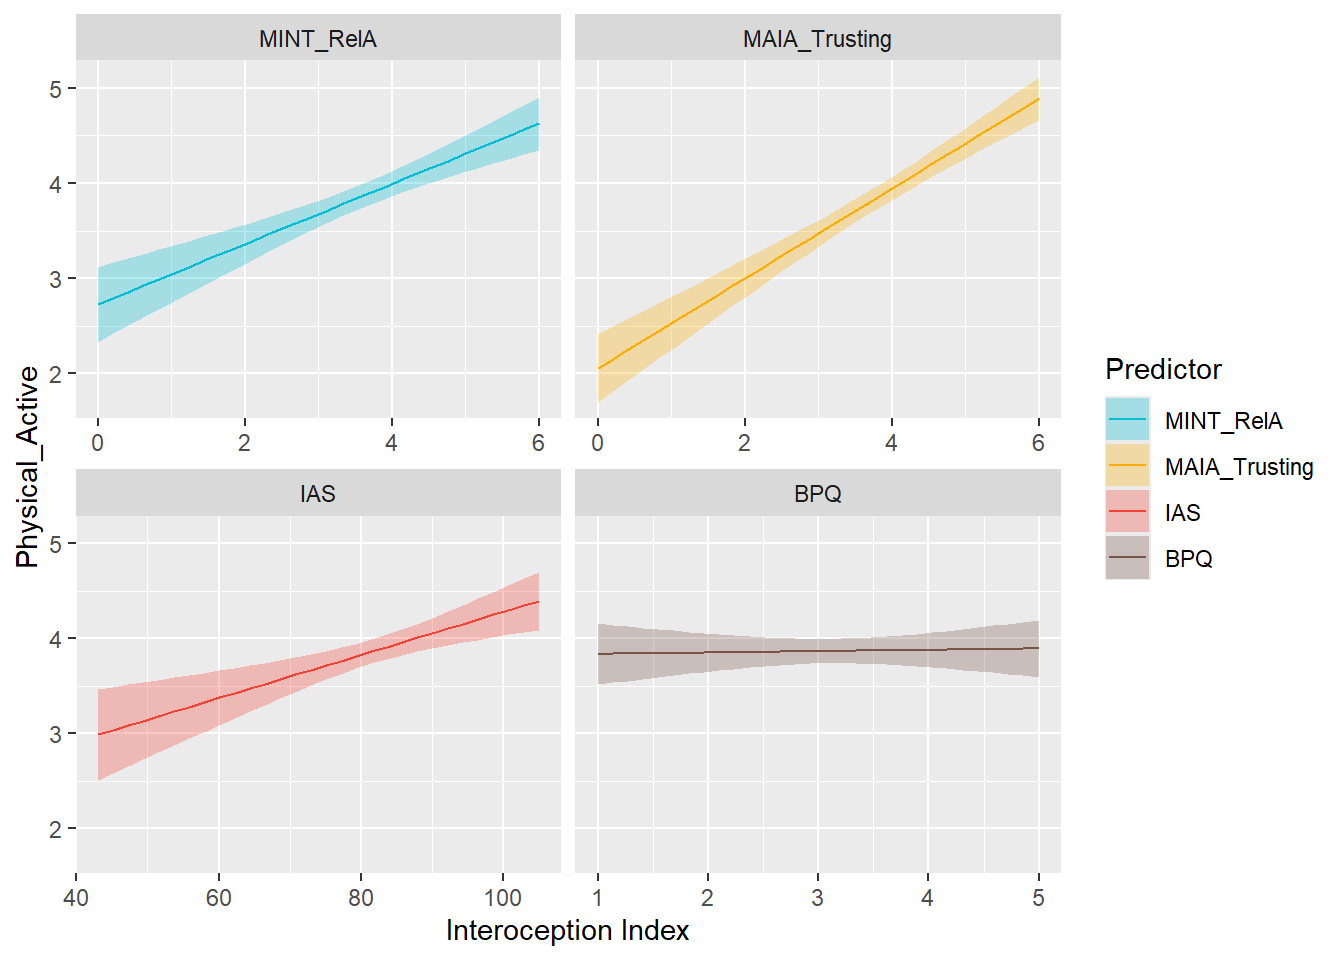 MINT_RelA
MAIA_Trusting
5
4
3
2
0 2 4 6
0 2 4 6
IAS
BPQ
5
4
3
2
40 60 80 100
1 2 3 4 5
Physical_Active
Interoception Index
Predictor
MINT_RelA
MAIA_Trusting
IAS
BPQ